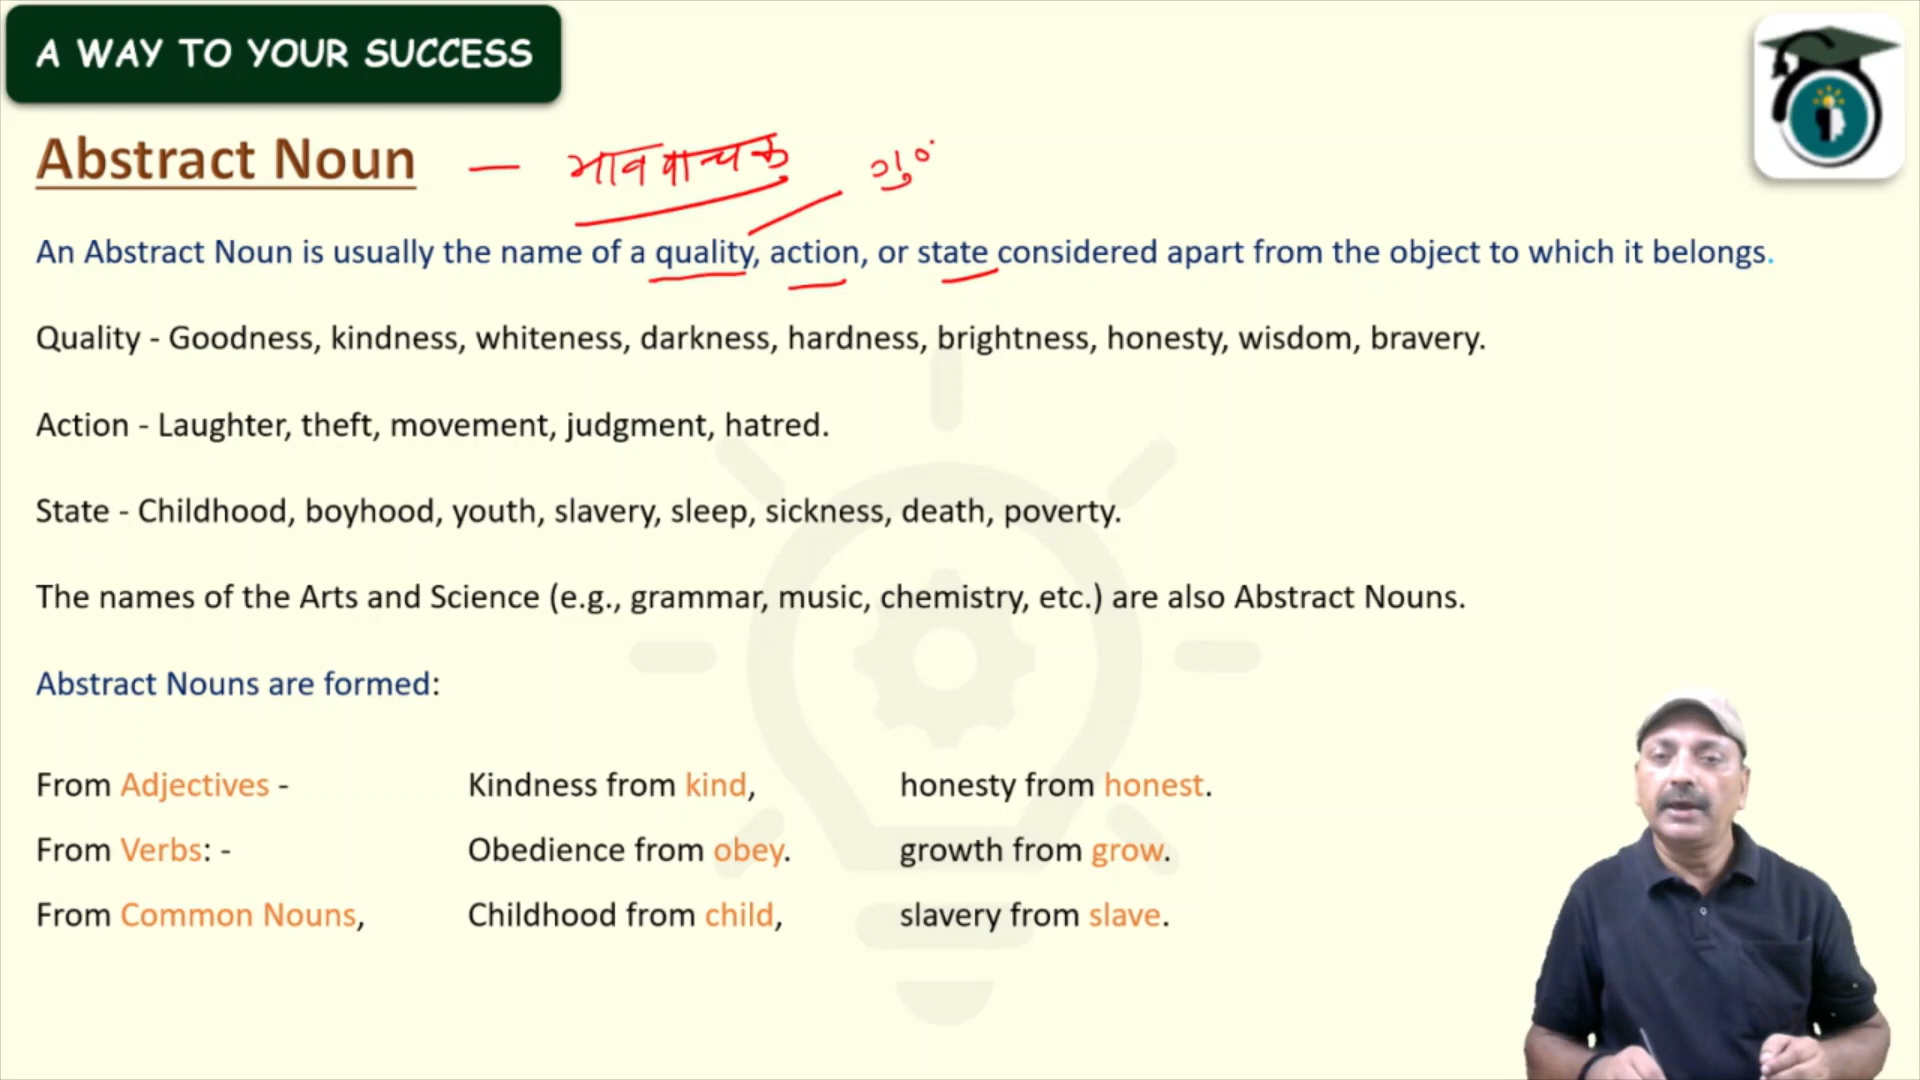 A WAY TO YOUR SUCCESS
Abstract Noun — भाववाचक
An Abstract Noun is usually the name of a quality, action, or state considered apart from the object to which it belongs.
Quality - Goodness, kindness, whiteness, darkness, hardness, brightness, honesty, wisdom, bravery.
Action - Laughter, theft, movement, judgment, hatred.
State - Childhood, boyhood, youth, slavery, sleep, sickness, death, poverty.
The names of the Arts and Science (e.g., grammar, music, chemistry, etc.) are also Abstract Nouns.
Abstract Nouns are formed:
From Adjectives - Kindness from kind, honesty from honest.
From Verbs: - Obedience from obey. growth from grow.
From Common Nouns, Childhood from child, slavery from slave.